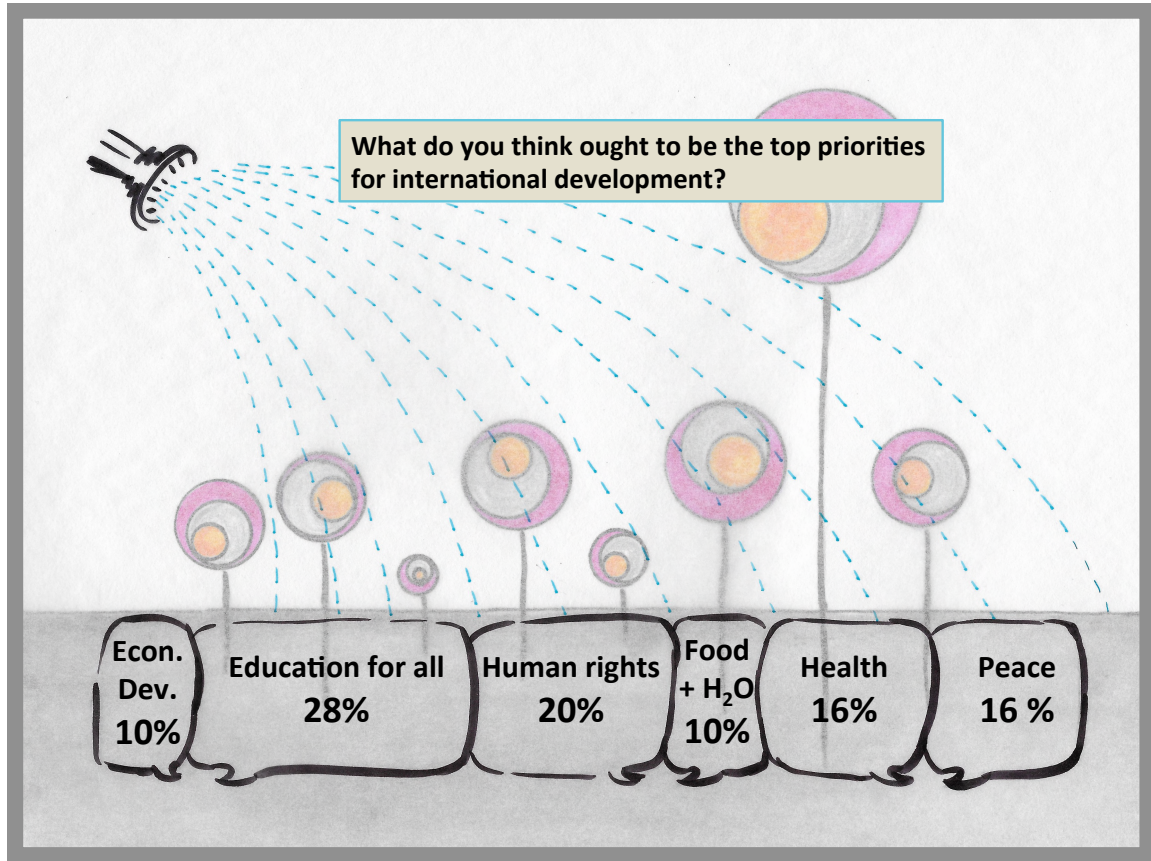 What do you think ought to be the top priorities
for international development?
Econ.
Dev.
10%
Education for all
28%
Human rights
20%
Food
+ H₂O
10%
Health
16%
Peace
16 %